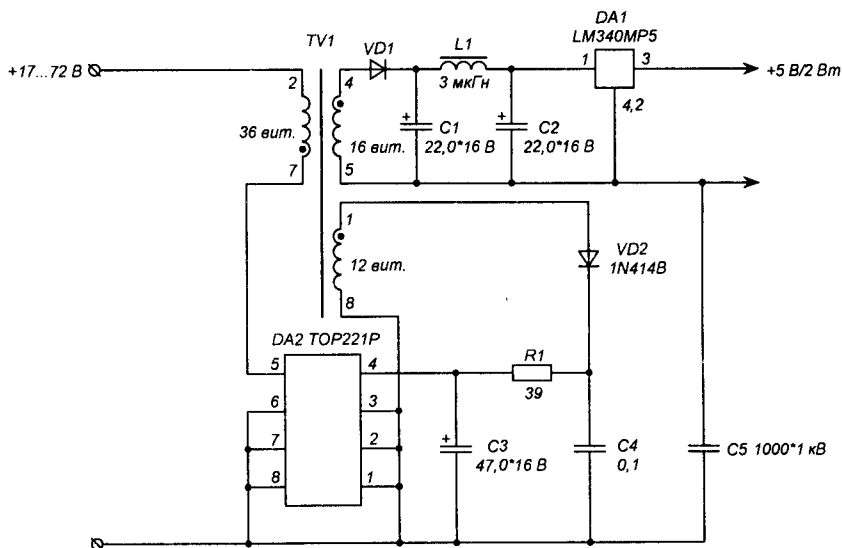 DA1
LM340MP5
TV1
VD1
L1
+17...72 В
2
4
1
3
+5 В/2 Вт
3 мкГн
4,2
36 вит.
+
C1
+
C2
16 вит.
22,0*16 В
22,0*16 В
7
5
1
VD2
1N414B
12 вит.
8
DA2 TOP221P
5
4
R1
6
3
39
7
2
+
C3
C4
C5 1000*1 кВ
47,0*16 В
0,1
8
1